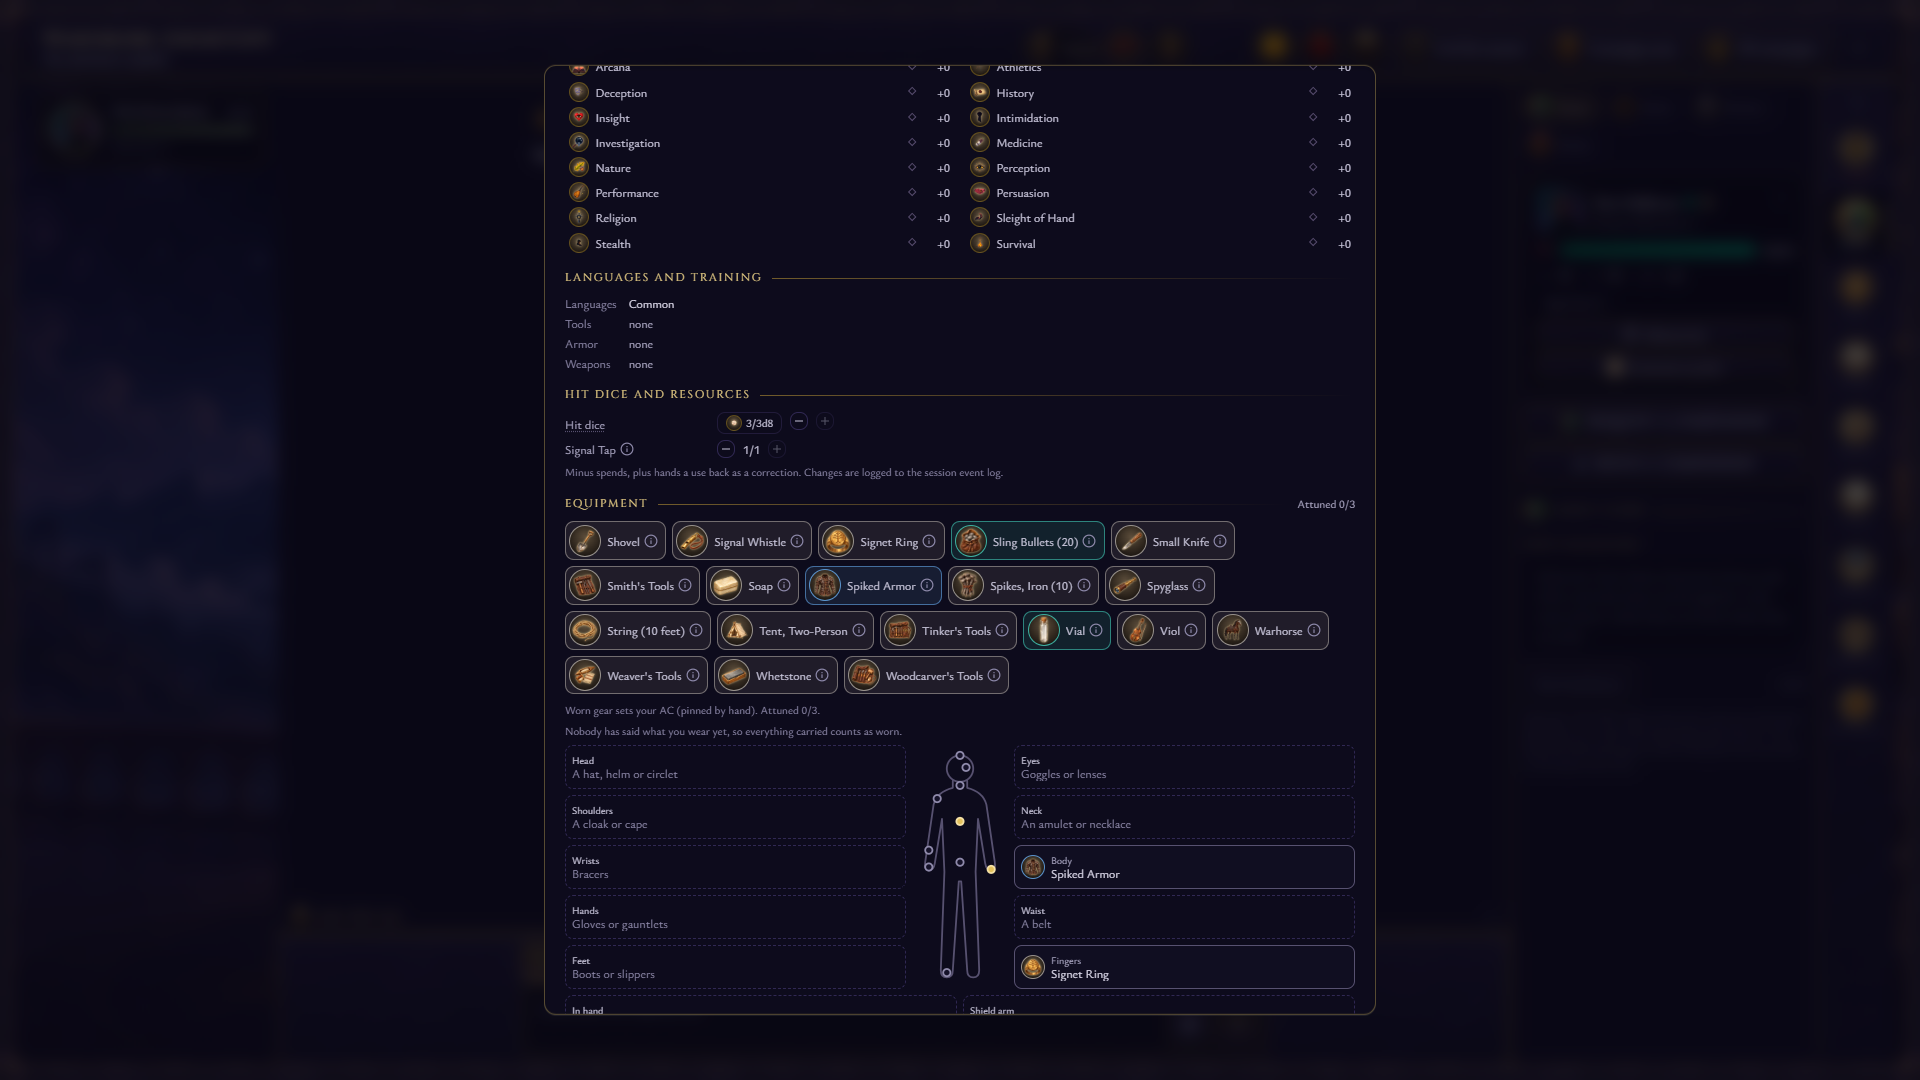 Arcana +0 Athletics +0
Deception +0 History +0
Insight +0 Intimidation +0
Investigation +0 Medicine +0
Nature +0 Perception +0
Performance +0 Persuasion +0
Religion +0 Sleight of Hand +0
Stealth +0 Survival +0
LANGUAGES AND TRAINING
Languages Common
Tools none
Armor none
Weapons none
HIT DICE AND RESOURCES
Hit dice 3/3d8 − +
Signal Tap − 1/1 +
Minus spends, plus hands a use back as a correction. Changes are logged to the session event log.
EQUIPMENT Attuned 0/3
Shovel Signal Whistle Signet Ring Sling Bullets (20) Small Knife
Smith's Tools Soap Spiked Armor Spikes, Iron (10) Spyglass
String (10 feet) Tent, Two-Person Tinker's Tools Vial Viol Warhorse
Weaver's Tools Whetstone Woodcarver's Tools
Worn gear sets your AC (pinned by hand). Attuned 0/3.
Nobody has said what you wear yet, so everything carried counts as worn.
Head
A hat, helm or circlet
Eyes
Goggles or lenses
Shoulders
A cloak or cape
Neck
An amulet or necklace
Wrists
Bracers
Body
Spiked Armor
Hands
Gloves or gauntlets
Waist
A belt
Feet
Boots or slippers
Fingers
Signet Ring
In hand
Shield arm